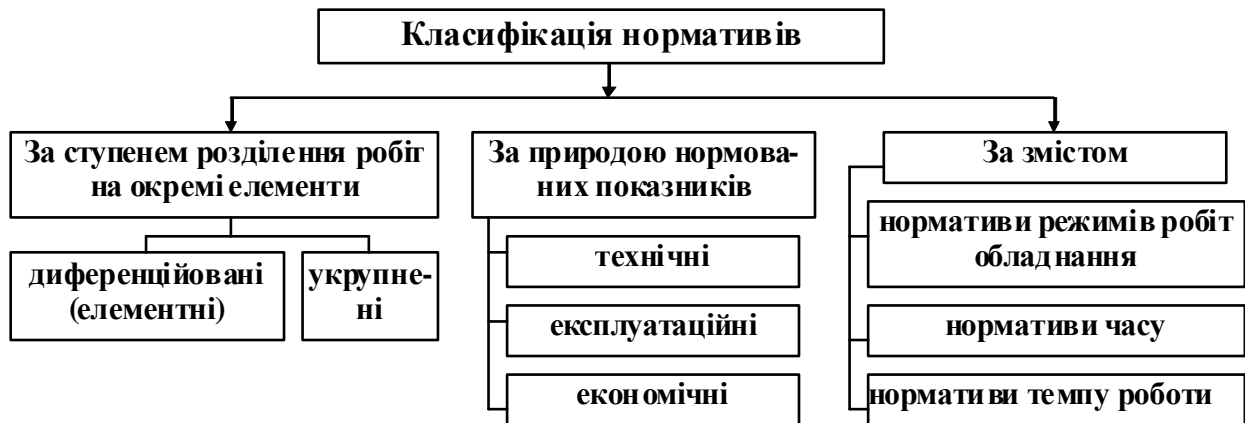 Класифікація нормативів
За ступенем розділення робіт
на окремі елементи
диференційовані
(елементні)
укрупне-
ні
За природою нормова-
них показників
технічні
експлуатаційні
економічні
За змістом
нормативи режимів робіт
обладнання
нормативи часу
нормативи темпу роботи